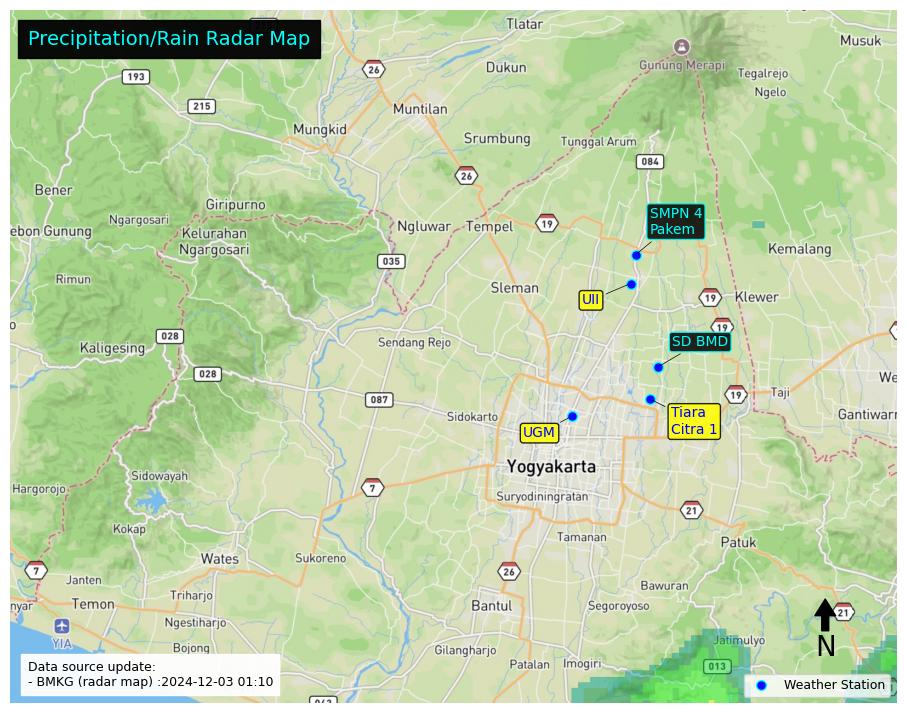 Precipitation/Rain Radar Map
Tlatar
Musuk
26
Dukun
Gunung Merapi
Tegalrejo
193
Ngelo
215
Muntilan
Mungkid
Srumbung
Tunggal Arum
084
26
Bener
Giripurno
SMPN 4
Pakem
Ngargosari
Ngluwar
Tempel
19
ebon Gunung
Kelurahan
Ngargosari
Kemalang
035
Rimun
Sleman
UII
19
Klewer
19
028
SD BMD
Kaligesing
Sendang Rejo
028
We
087
19
Taji
Sidokarto
Tiara
Citra 1
Gantiwarn
UGM
Yogyakarta
Sidowayah
Hargorojo
7
Suryodiningratan
21
Kokap
Tamanan
Patuk
Wates
Sukoreno
7
26
Janten
Bawuran
Triharjo
nyar
Temon
Bantul
Segoroyoso
21
Ngestiharjo
YIA
N
Bojong
Gilangharjo
Jatimulyo
Patalan
Imogiri
013
Data source update:
- BMKG (radar map) :2024-12-03 01:10
Weather Station